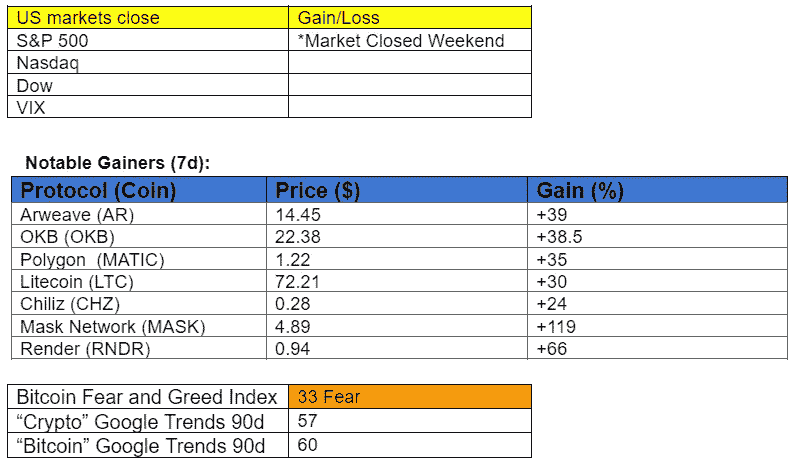 US markets close Gain/Loss
S&P 500 *Market Closed Weekend
Nasdaq
Dow
VIX
Notable Gainers (7d):
Protocol (Coin) Price ($) Gain (%)
Arweave (AR) 14.45 +39
OKB (OKB) 22.38 +38.5
Polygon (MATIC) 1.22 +35
Litecoin (LTC) 72.21 +30
Chiliz (CHZ) 0.28 +24
Mask Network (MASK) 4.89 +119
Render (RNDR) 0.94 +66
Bitcoin Fear and Greed Index 33 Fear
“Crypto” Google Trends 90d 57
“Bitcoin” Google Trends 90d 60